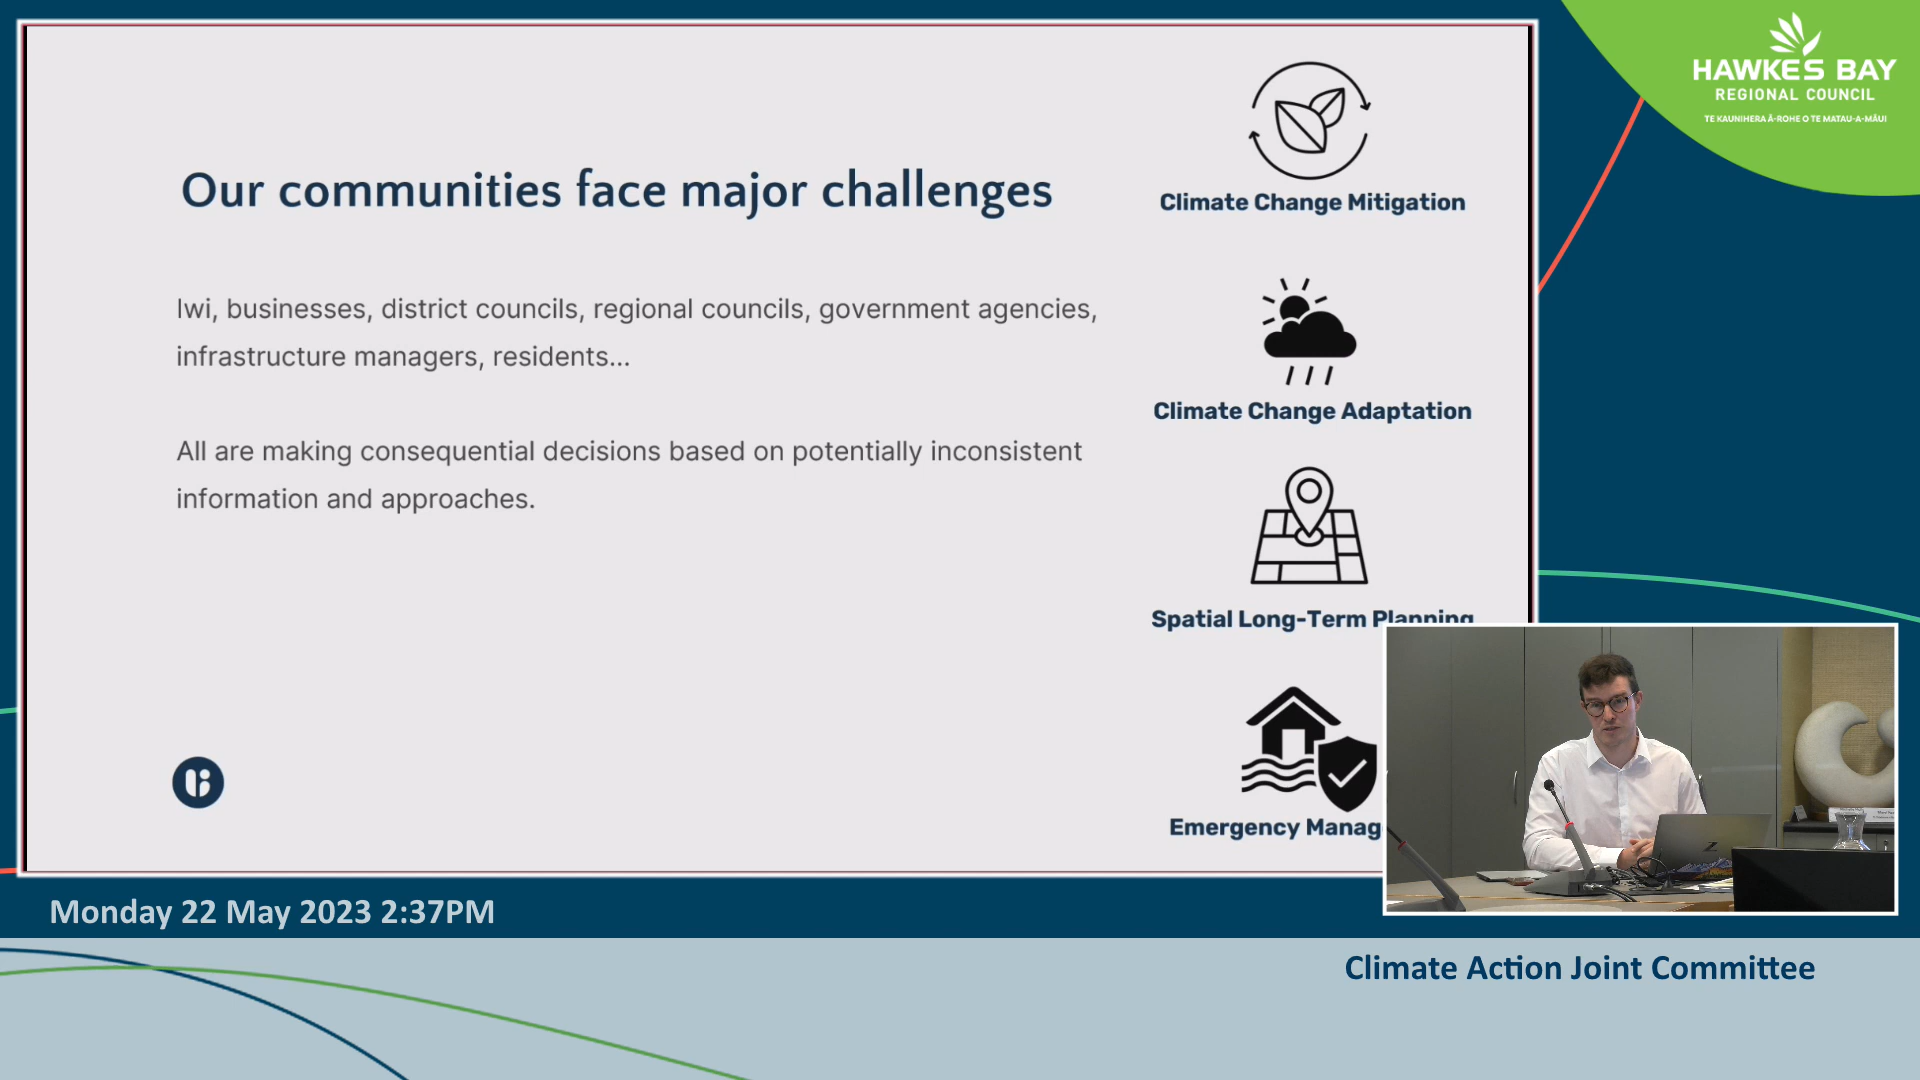 HAWKE'S BAY
REGIONAL COUNCIL
TE KAUNIHERA Ā-ROHE O TE MATAU-A-MĀUI
Our communities face major challenges
Iwi, businesses, district councils, regional councils, government agencies,
infrastructure managers, residents...
All are making consequential decisions based on potentially inconsistent
information and approaches.
Climate Change Mitigation
Climate Change Adaptation
Spatial Long-Term Planning
Emergency Manag
Monday 22 May 2023 2:37PM
Climate Action Joint Committee